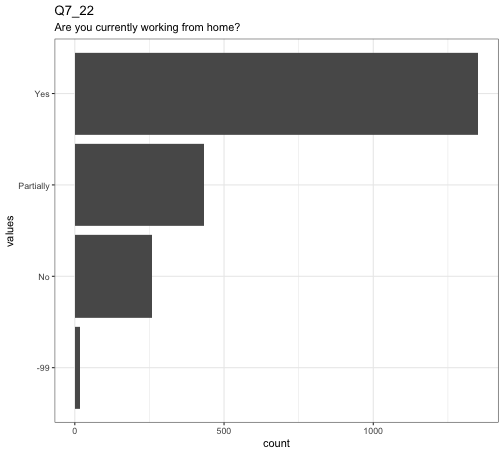 Q7_22
Are you currently working from home?
Yes
Partially
No
-99
values
0 500 1000
count